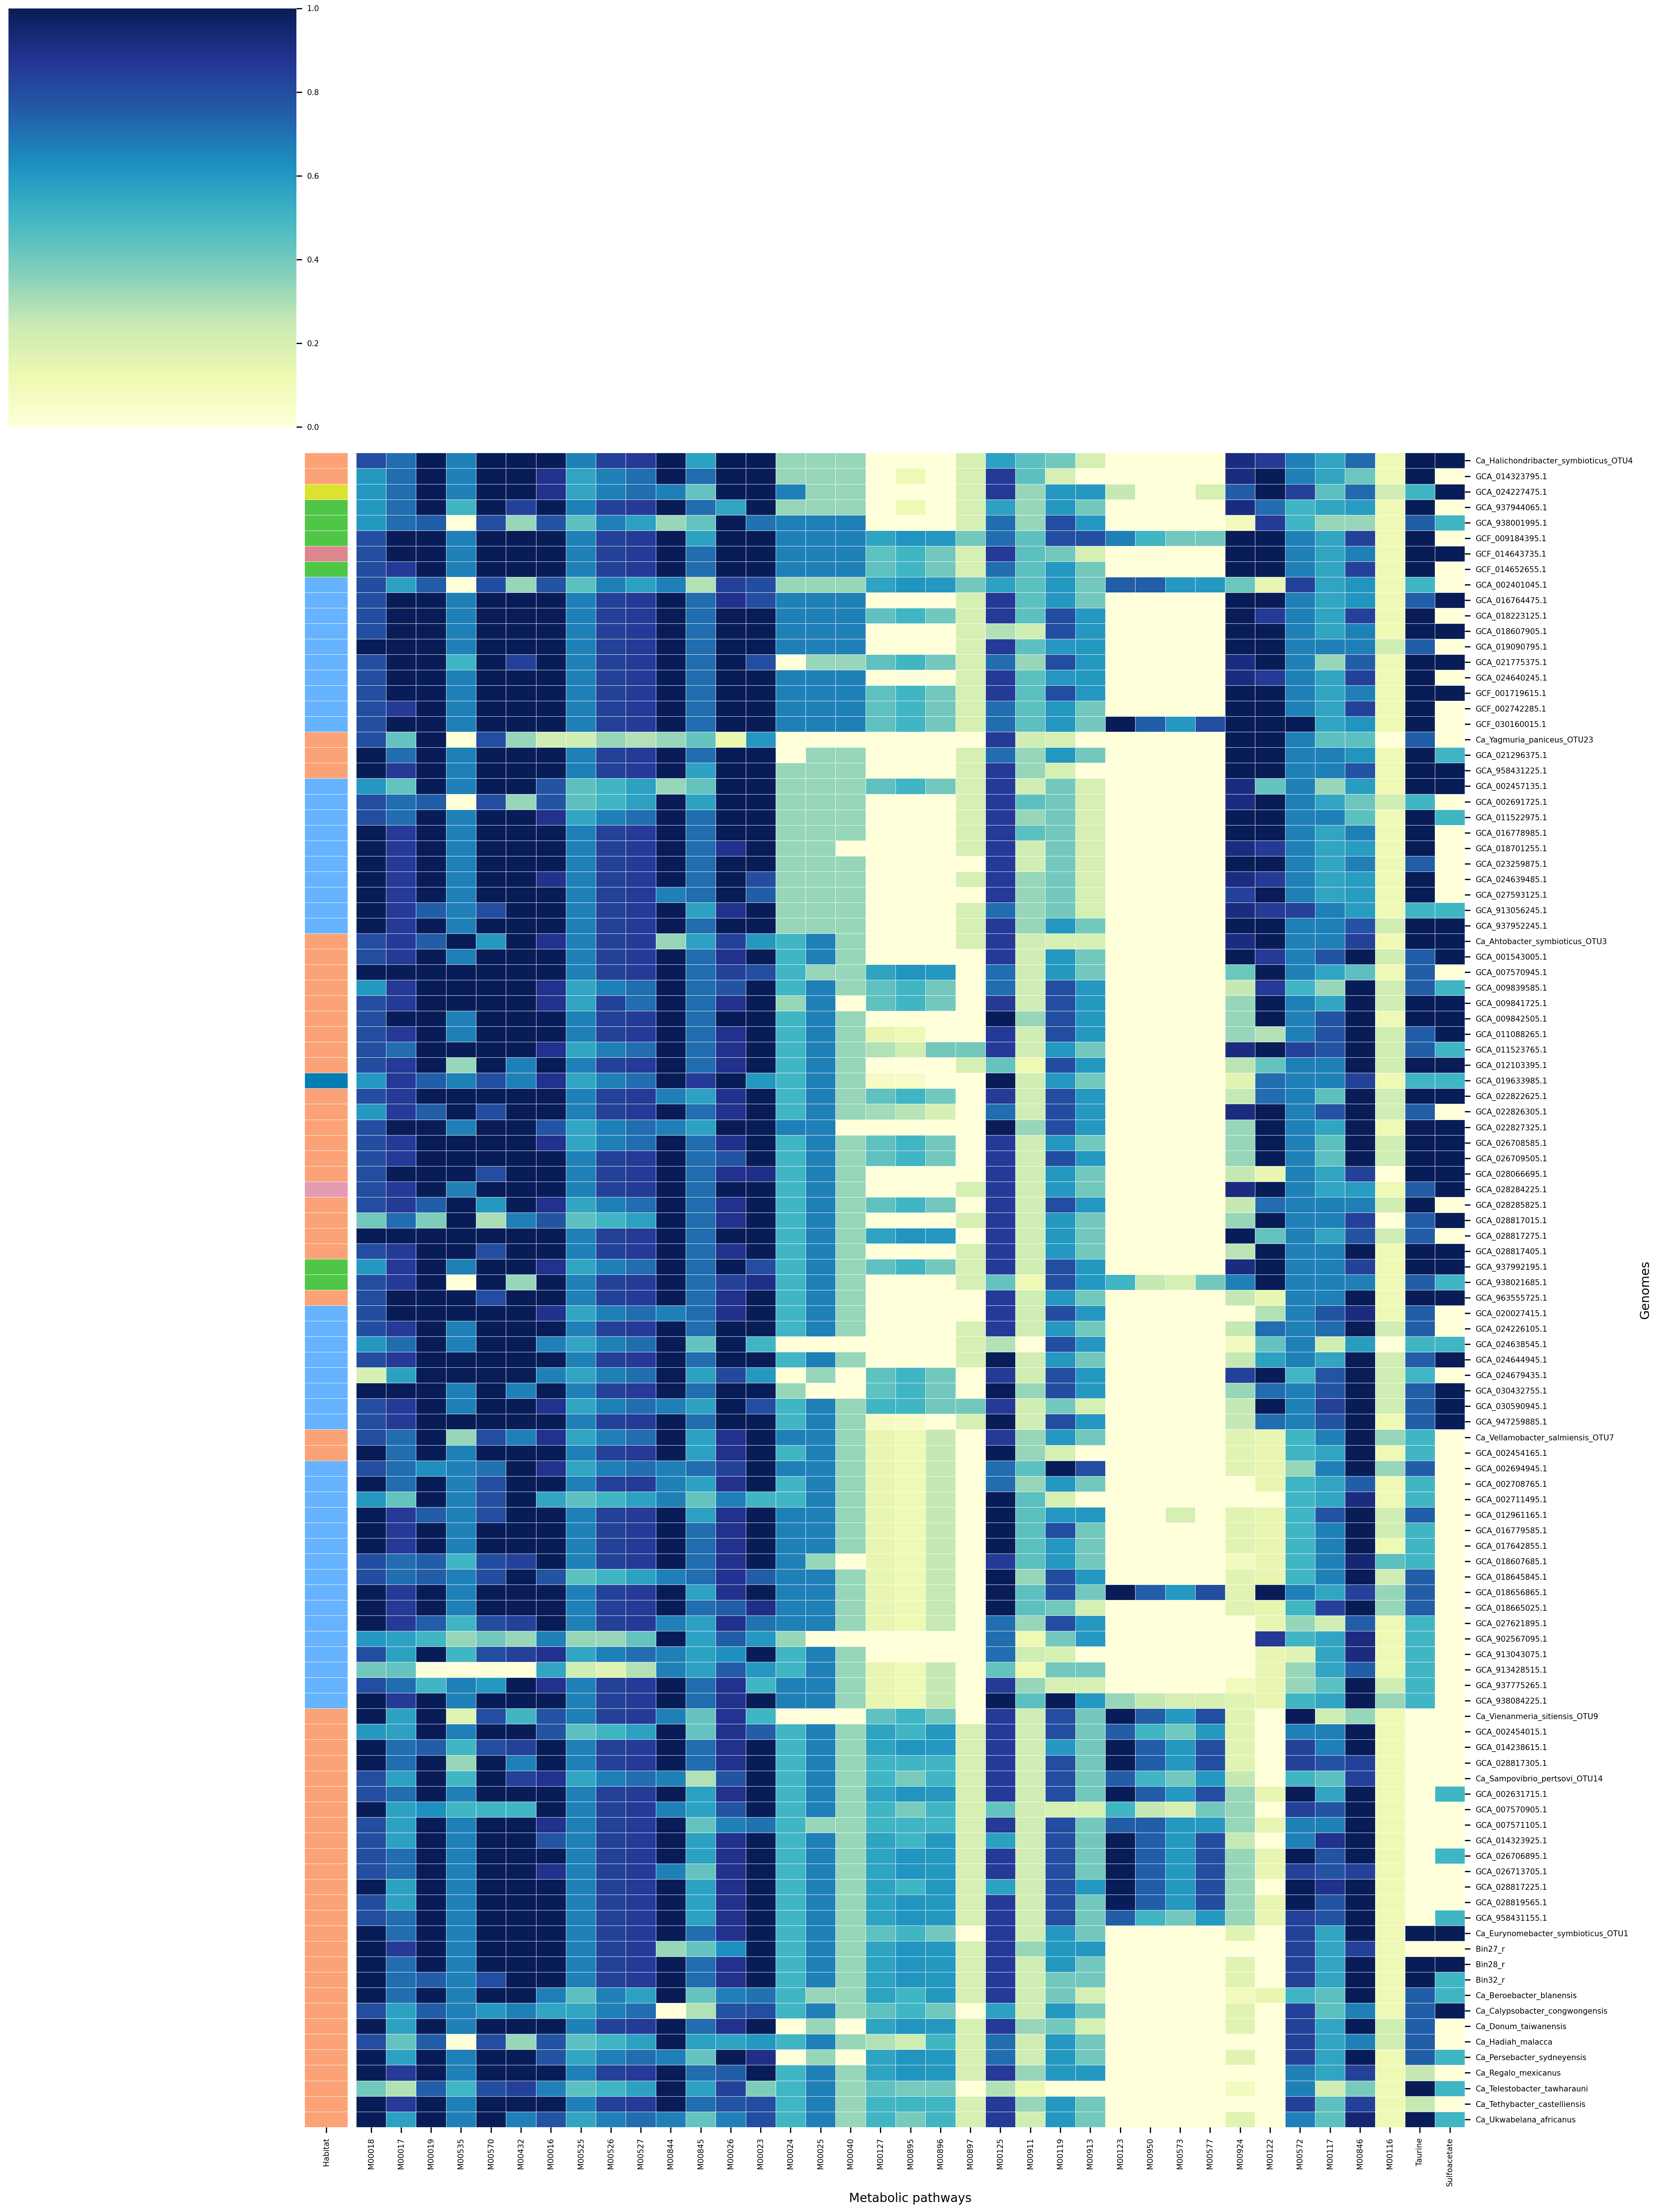 1.0
0.8
0.6
0.4
0.2
0.0
Ca_Halichondribacter_symbioticus_OTU4
GCA_014323795.1
GCA_024227475.1
GCA_937944065.1
GCA_938001995.1
GCF_009184395.1
GCF_014643735.1
GCF_014652655.1
GCA_002401045.1
GCA_016764475.1
GCA_018223125.1
GCA_018607905.1
GCA_019090795.1
GCA_021775375.1
GCA_024640245.1
GCF_001719615.1
GCF_002742285.1
GCF_030160015.1
Ca_Yagmuria_paniceus_OTU23
GCA_021296375.1
GCA_958431225.1
GCA_002457135.1
GCA_002691725.1
GCA_011522975.1
GCA_016778985.1
GCA_018701255.1
GCA_023259875.1
GCA_024639485.1
GCA_027593125.1
GCA_913056245.1
GCA_937952245.1
Ca_Ahtobacter_symbioticus_OTU3
GCA_001543005.1
GCA_007570945.1
GCA_009839585.1
GCA_009841725.1
GCA_009842505.1
GCA_011088265.1
GCA_011523765.1
GCA_012103395.1
GCA_019633985.1
GCA_022822625.1
GCA_022826305.1
GCA_022827325.1
GCA_026708585.1
GCA_026709505.1
GCA_028066695.1
GCA_028284225.1
GCA_028285825.1
GCA_028817015.1
GCA_028817275.1
GCA_028817405.1
GCA_937992195.1
GCA_938021685.1
GCA_963555725.1
GCA_020027415.1
GCA_024226105.1
GCA_024638545.1
GCA_024644945.1
GCA_024679435.1
GCA_030432755.1
GCA_030590945.1
GCA_947259885.1
Ca_Vellamobacter_salmiensis_OTU7
GCA_002454165.1
GCA_002694945.1
GCA_002708765.1
GCA_002711495.1
GCA_012961165.1
GCA_016779585.1
GCA_017642855.1
GCA_018607685.1
GCA_018645845.1
GCA_018656865.1
GCA_018665025.1
GCA_027621895.1
GCA_902567095.1
GCA_913043075.1
GCA_913428515.1
GCA_937775265.1
GCA_938084225.1
Ca_Vienanmeria_sitiensis_OTU9
GCA_002454015.1
GCA_014238615.1
GCA_028817305.1
Ca_Sampovibrio_pertsovi_OTU14
GCA_002631715.1
GCA_007570905.1
GCA_007571105.1
GCA_014323925.1
GCA_026706895.1
GCA_026713705.1
GCA_028817225.1
GCA_028819565.1
GCA_958431155.1
Ca_Eurynomebacter_symbioticus_OTU1
Bin27_r
Bin28_r
Bin32_r
Ca_Beroebacter_blanensis
Ca_Calypsobacter_congwongensis
Ca_Donum_taiwanensis
Ca_Hadiah_malacca
Ca_Persebacter_sydneyensis
Ca_Regalo_mexicanus
Ca_Telestobacter_tawharauni
Ca_Tethybacter_castelliensis
Ca_Ukwabelana_africanus
Genomes
Habitat
M00018
M00017
M00019
M00535
M00570
M00432
M00016
M00525
M00526
M00527
M00844
M00845
M00026
M00023
M00024
M00025
M00040
M00127
M00895
M00896
M00897
M00125
M00911
M00119
M00913
M00123
M00950
M00573
M00577
M00924
M00122
M00572
M00117
M00846
M00116
Taurine
Sulfoacetate
Metabolic pathways